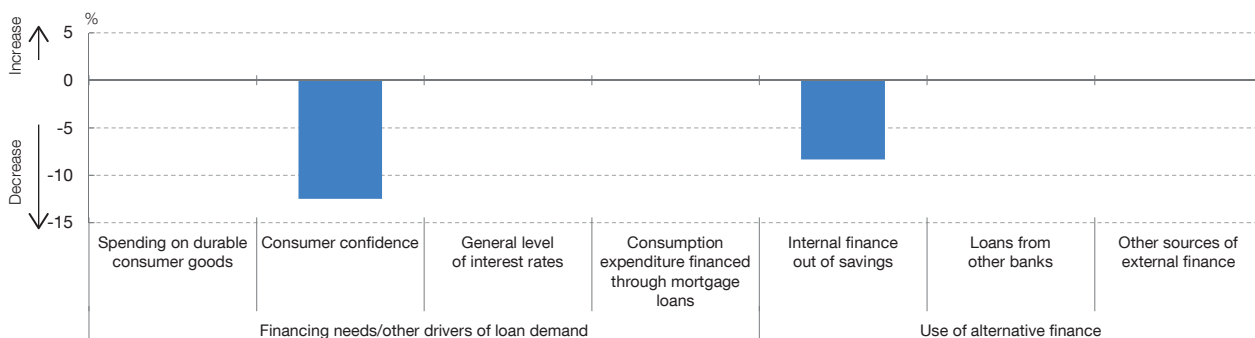 %
Increase
Decrease
5
0
-5
-10
-15
Spending on durable
consumer goods
Consumer confidence
General level
of interest rates
Consumption
expenditure financed
through mortgage
loans
Internal finance
out of savings
Loans from
other banks
Other sources of
external finance
Financing needs/other drivers of loan demand
Use of alternative finance